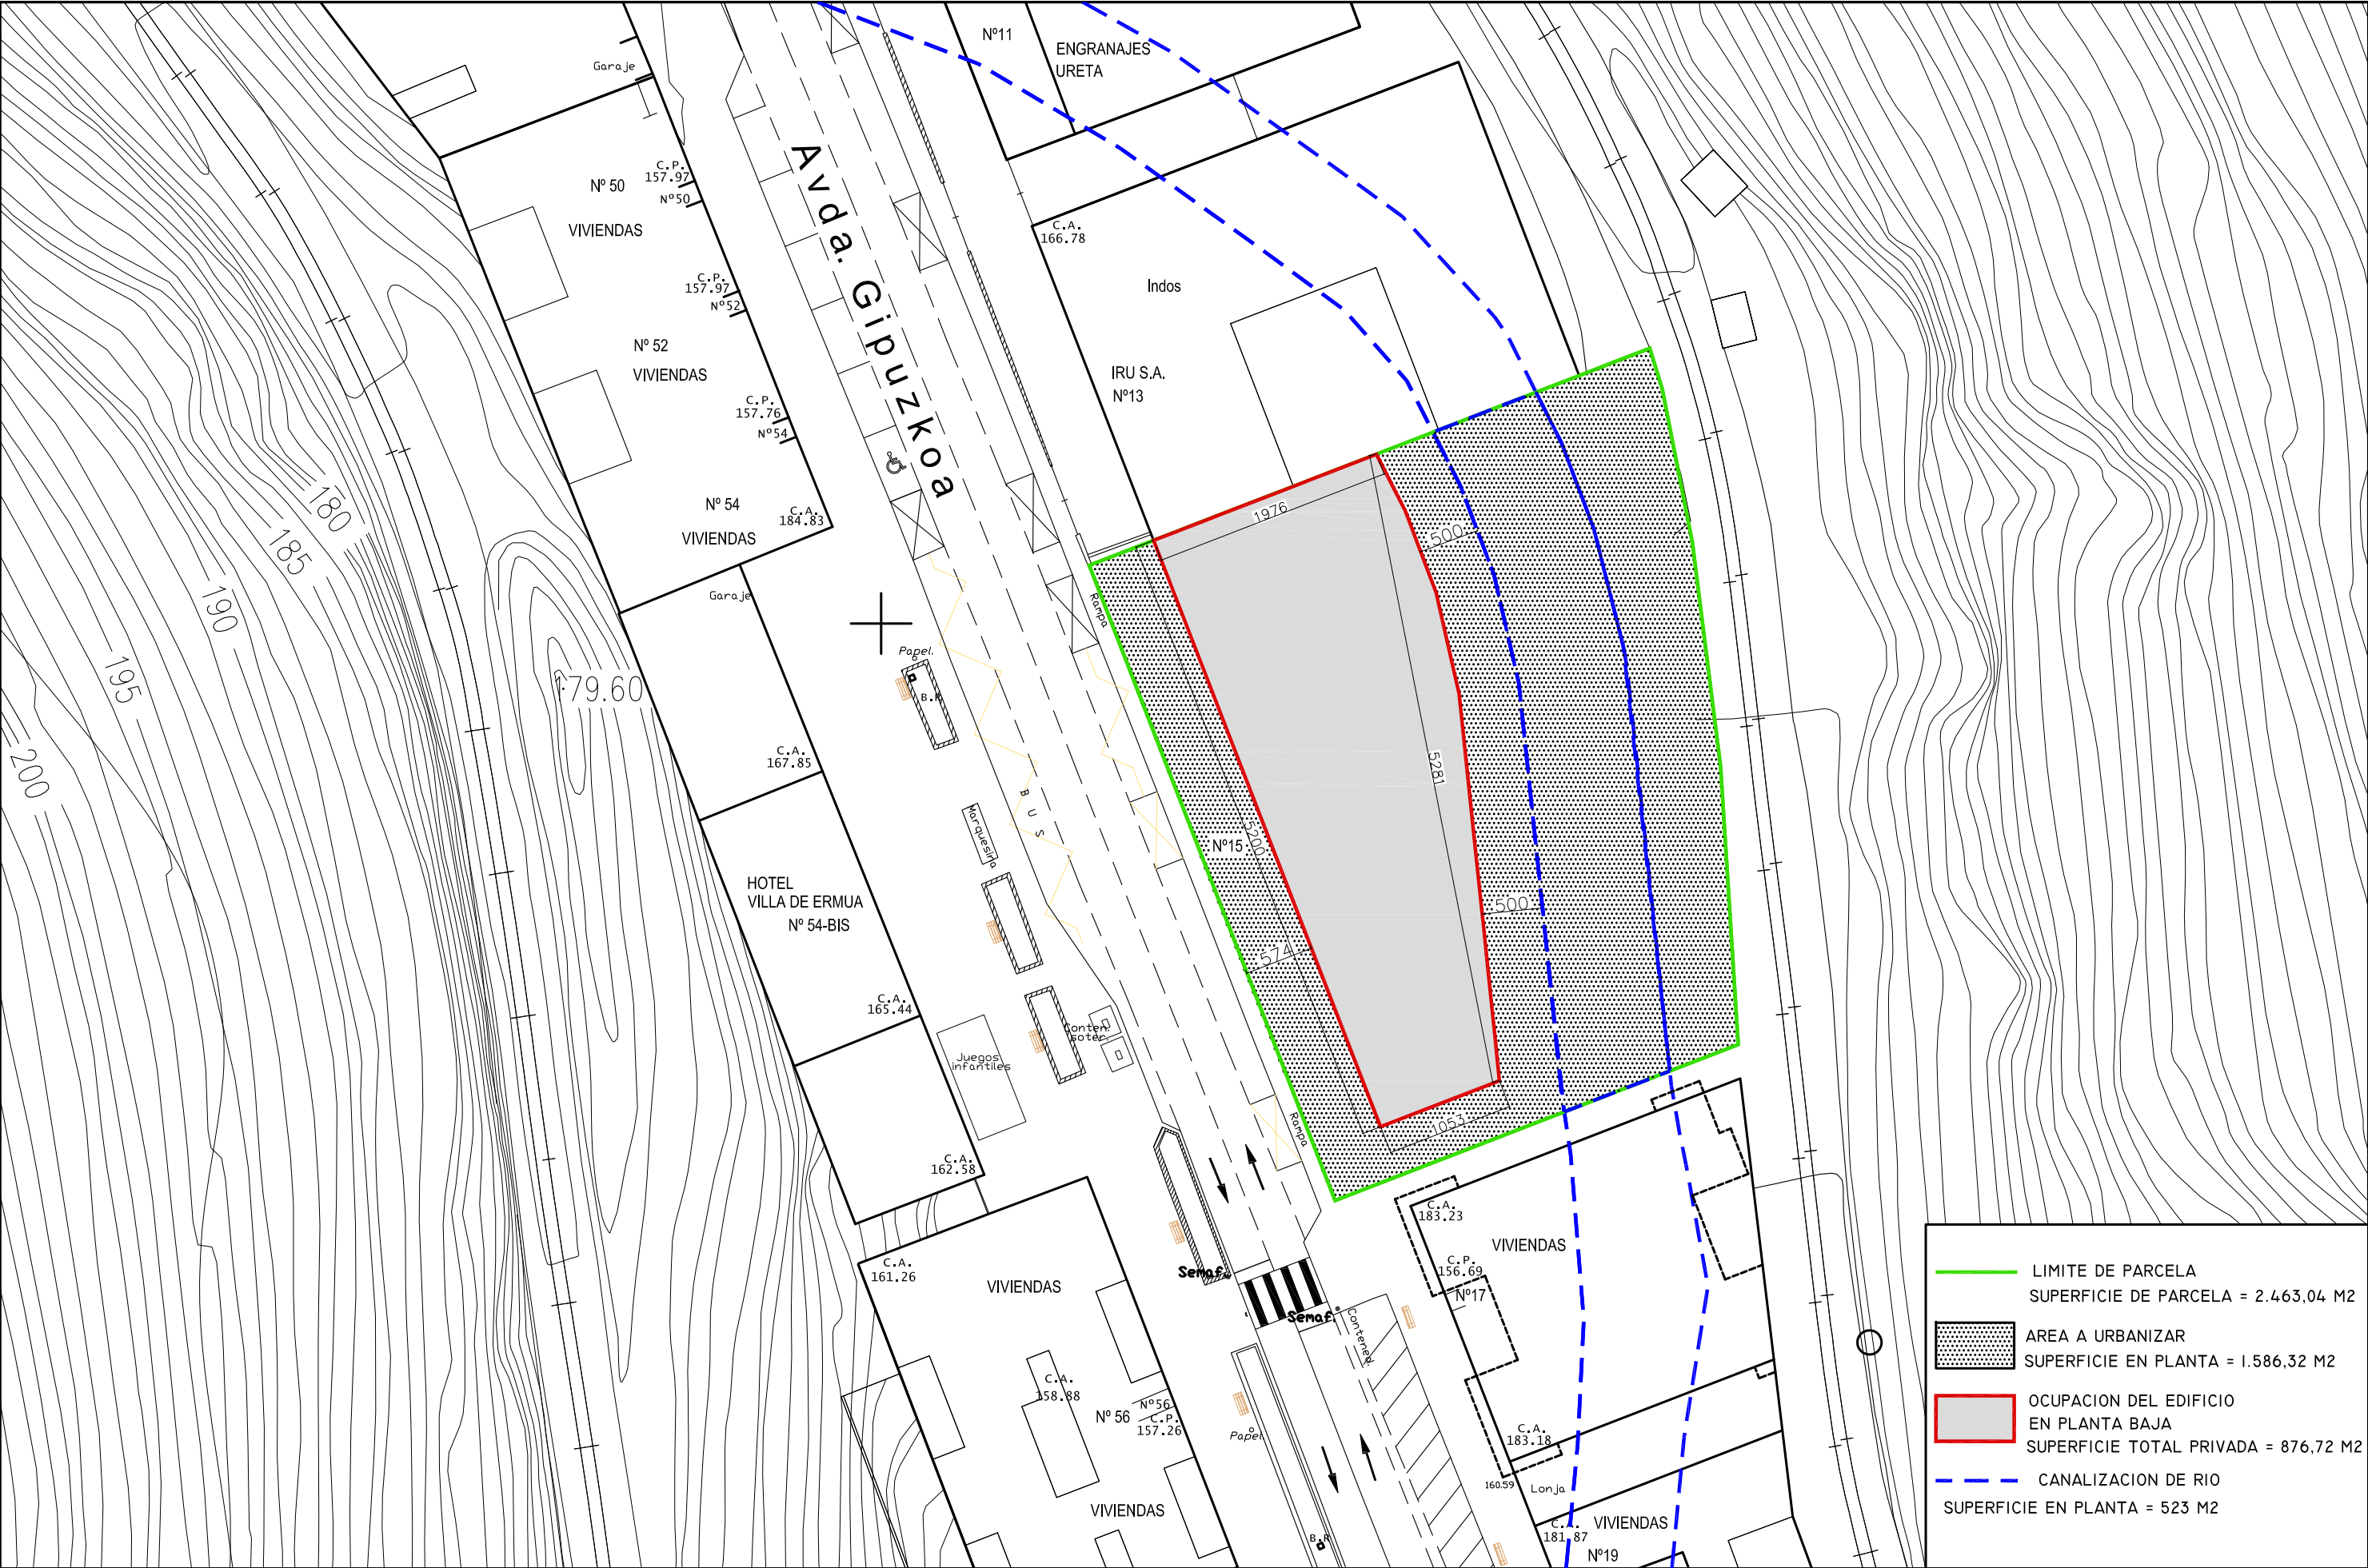 Nº11
ENGRANAJES
URETA
Garaje
C.P.
157.97
Nº50
Nº 50
VIVIENDAS
Avda. Gipuzkoa
C.A.
166.78
Indos
C.P.
157.97
Nº52
Nº 52
VIVIENDAS
IRU S.A.
Nº13
C.P.
157.76
Nº54
Nº 54
VIVIENDAS
C.A.
184.83
180
185
190
195
200
179.60
1976
500
Garaje
Rampa
Papel.
B.R
C.A.
167.85
BUS
Marquesina
5281
5200
Nº15
HOTEL
VILLA DE ERMUA
Nº 54-BIS
500
574
C.A.
165.44
Conten.
soter.
Juegos
infantiles
Rampa
1053
C.A.
162.58
C.A.
183.23
VIVIENDAS
C.P.
156.69
Nº17
C.A.
161.26
VIVIENDAS
Semaf.
Semaf.
Contened.
C.A.
158.88
Nº 56
Nº56
C.P.
157.26
Papel
C.A.
183.18
160.59
Lonja
VIVIENDAS
B.R
C.A.
181.87
VIVIENDAS
Nº19
LIMITE DE PARCELA
SUPERFICIE DE PARCELA = 2.463,04 M2
AREA A URBANIZAR
SUPERFICIE EN PLANTA = 1.586,32 M2
OCUPACION DEL EDIFICIO
EN PLANTA BAJA
SUPERFICIE TOTAL PRIVADA = 876,72 M2
CANALIZACION DE RIO
SUPERFICIE EN PLANTA = 523 M2